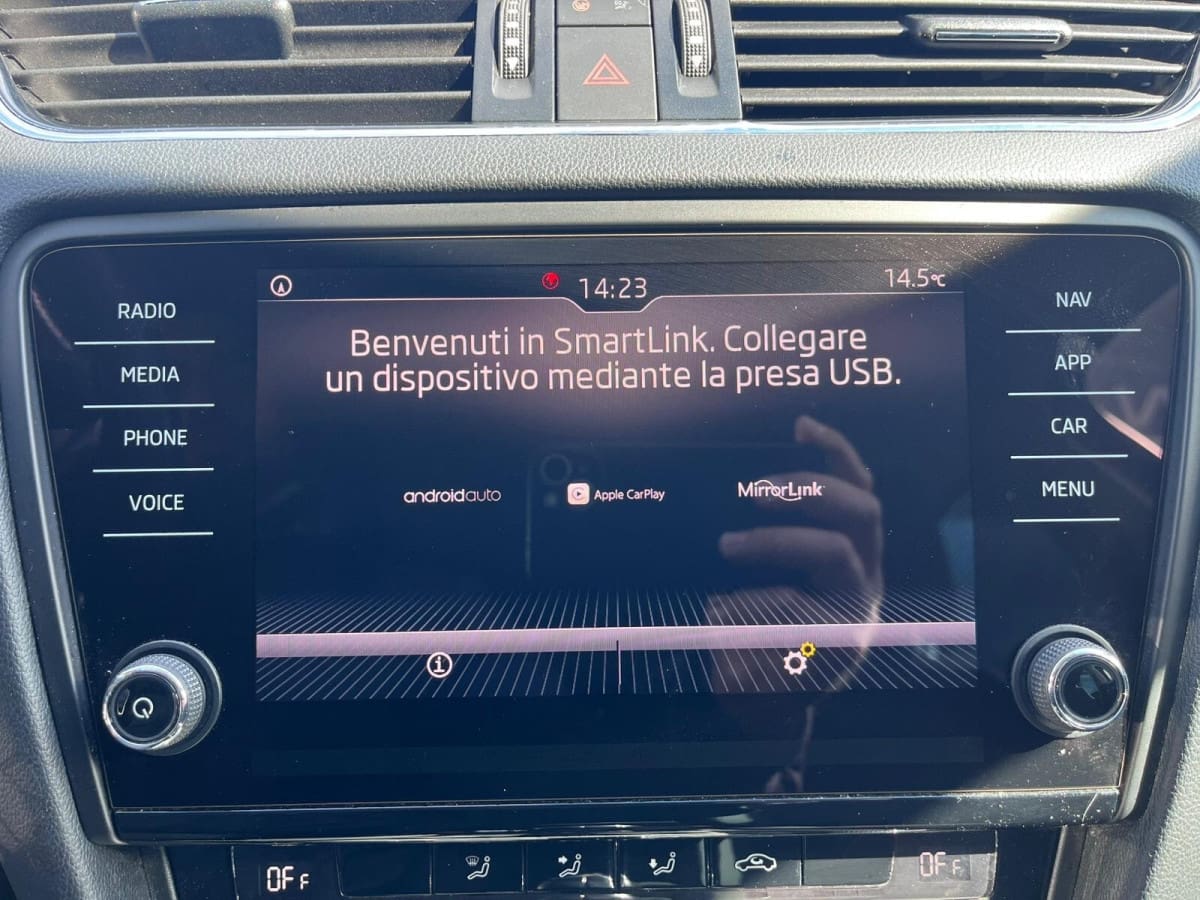 14:23
14.5°C
RADIO
MEDIA
PHONE
VOICE
Benvenuti in SmartLink. Collegare
un dispositivo mediante la presa USB.
androidauto
Apple CarPlay
MirrorLink
NAV
APP
CAR
MENU
OFF
OFF